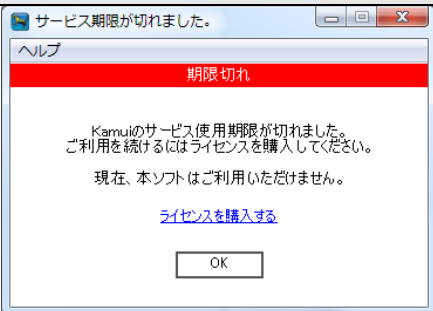 サービス期限が切れました。
ヘルプ
期限切れ
Kamuiのサービス使用期限が切れました。
ご利用を続けるにはライセンスを購入してください。
現在、本ソフトはご利用いただけません。
ライセンスを購入する
OK